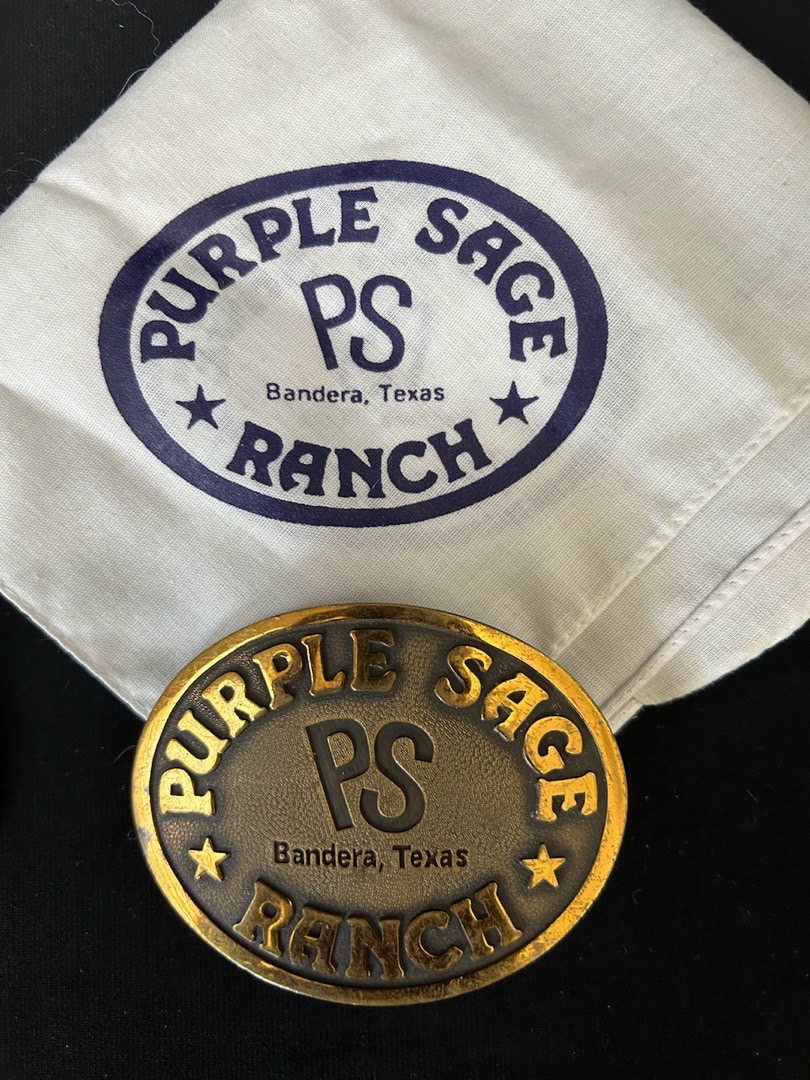 PURPLE SAGE
PS
Bandera, Texas
RANCH
PURPLE SAGE
PS
Bandera, Texas
RANCH